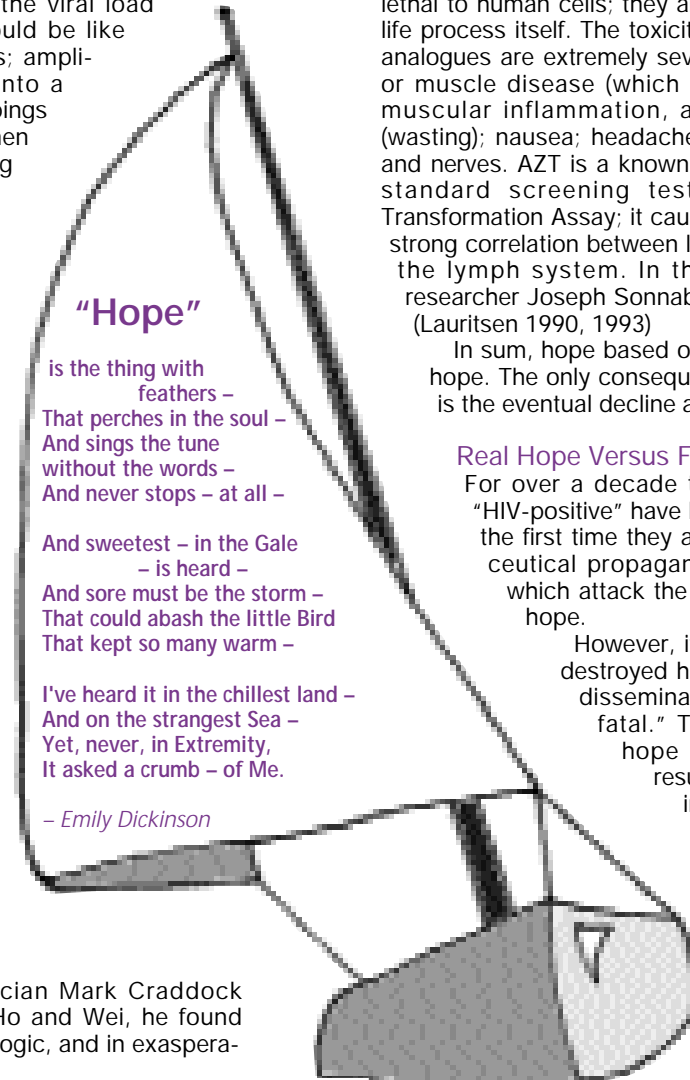 the viral load
ould be like
s; ampli-
nto a
pings
hen
g
“Hope”
is the thing with
feathers –
That perches in the soul –
And sings the tune
without the words –
And never stops – at all –
And sweetest – in the Gale
– is heard –
And sore must be the storm –
That could abash the little Bird
That kept so many warm –
I've heard it in the chillest land –
And on the strangest Sea –
Yet, never, in Extremity,
It asked a crumb – of Me.
– Emily Dickinson
cian Mark Craddock
Ho and Wei, he found
ogic, and in exaspera-
lethal to human cells; they a
life process itself. The toxicit
analogues are extremely sev
or muscle disease (which
muscular inflammation, a
(wasting); nausea; headache
and nerves. AZT is a known
standard screening test
Transformation Assay; it cau
strong correlation between l
the lymph system. In th
researcher Joseph Sonnab
(Lauritsen 1990, 1993)
In sum, hope based o
hope. The only consequ
is the eventual decline a
Real Hope Versus F
For over a decade
“HIV-positive” have
the first time they a
ceutical propagan
which attack the
hope.
However, i
destroyed h
dissemina
fatal.” T
hope
resu
i